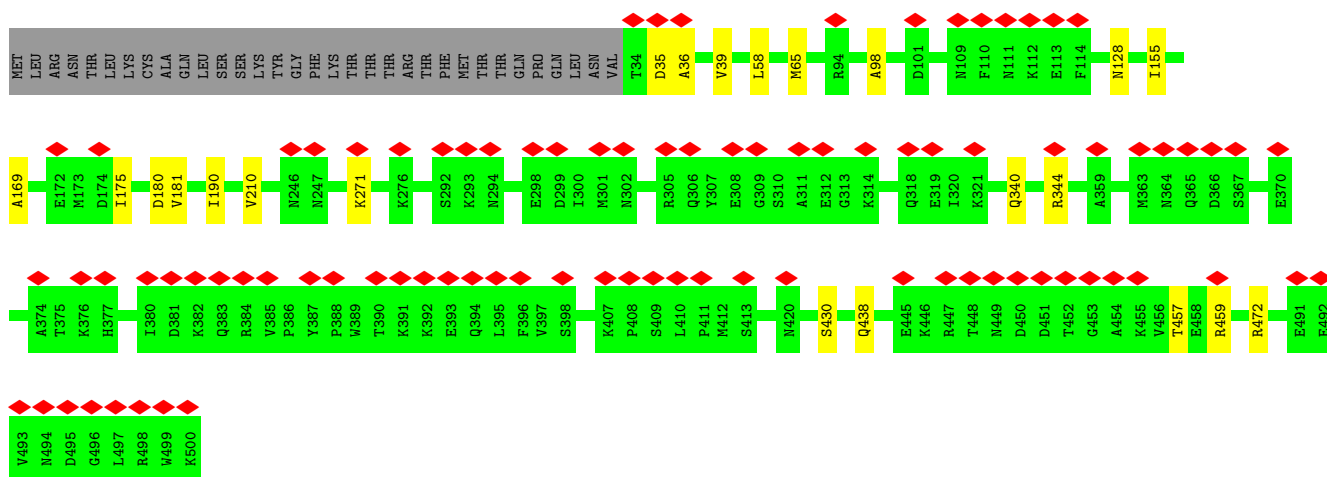 MET LEU ARG ASN THR LEU LYS CYS ALA GLN LEU SER SER LYS TYR GLY PHE LYS THR THR THR ARG THR PHE MET THR THR GLN PRO GLN LEU ASN VAL T34 D35 A36 V39 L58 M65 R94 A98 D101 N109 F110 N111 K112 E113 F114 N128 I155
A169 E172 M173 D174 I175 D180 V181 I190 V210 N246 N247 K271 K276 S292 K293 N294 E298 D299 I300 M301 N302 R305 Q306 Y307 E308 G309 S310 A311 E312 G313 K314 Q318 E319 I320 K321 Q340 R344 A359 M363 N364 Q365 D366 S367 E370
A374 T375 K376 H377 I380 D381 K382 Q383 R384 V385 P386 Y387 P388 W389 T390 K391 K392 E393 Q394 L395 F396 V397 S398 K407 P408 S409 L410 P411 M412 S413 N420 S430 Q438 E445 K446 R447 T448 N449 D450 D451 T452 G453 A454 K455 V456 T457 E458 R459 R472 E491
V493 N494 D495 G496 L497 R498 W499 K500